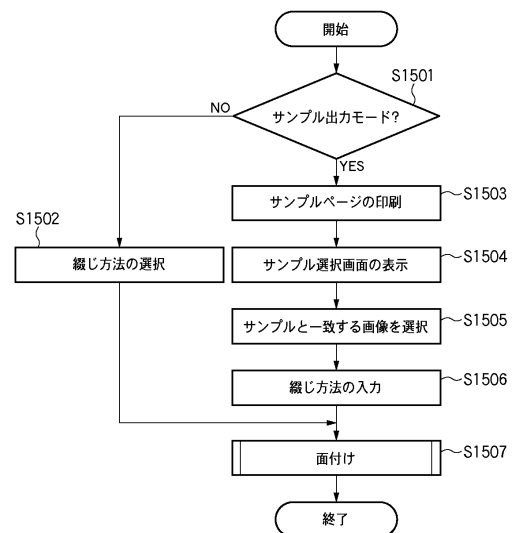 開始
S1501
サンプル出力モード?
NO
YES
サンプルページの印刷
S1503
S1502
綴じ方法の選択
サンプル選択画面の表示
S1504
サンプルと一致する画像を選択
S1505
綴じ方法の入力
S1506
面付け
S1507
終了